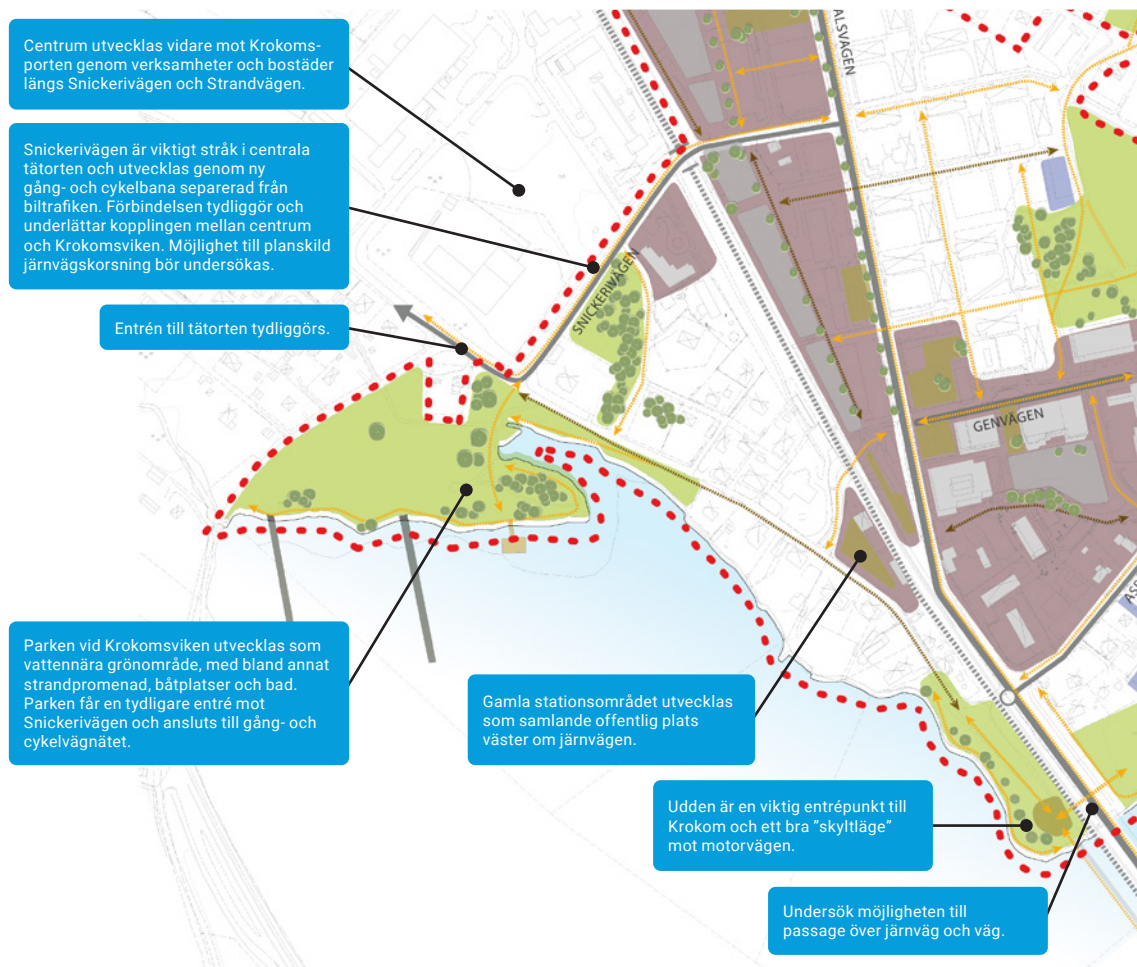 Centrum utvecklas vidare mot Krokoms-
porten genom verksamheter och bostäder
längs Snickerivägen och Strandvägen.
Snickerivägen är viktigt stråk i centrala
tätorten och utvecklas genom ny
gång- och cykelbana separerad från
biltrafiken. Förbindelsen tydliggör och
underlättar kopplingen mellan centrum
och Krokomsviken. Möjlighet till planskild
järnvägskorsning bör undersökas.
Entrén till tätorten tydliggörs.
ALSVÄGEN
SNICKERIVÄGEN
GENVÄGEN
ASS
Parken vid Krokomsviken utvecklas som
vattennära grönområde, med bland annat
strandpromenad, båtplatser och bad.
Parken får en tydligare entré mot
Snickerivägen och ansluts till gång- och
cykelvägnätet.
Gamla stationsområdet utvecklas
som samlande offentlig plats
väster om järnvägen.
Udden är en viktig entrépunkt till
Krokom och ett bra ”skyltläge”
mot motorvägen.
Undersök möjligheten till
passage över järnväg och väg.